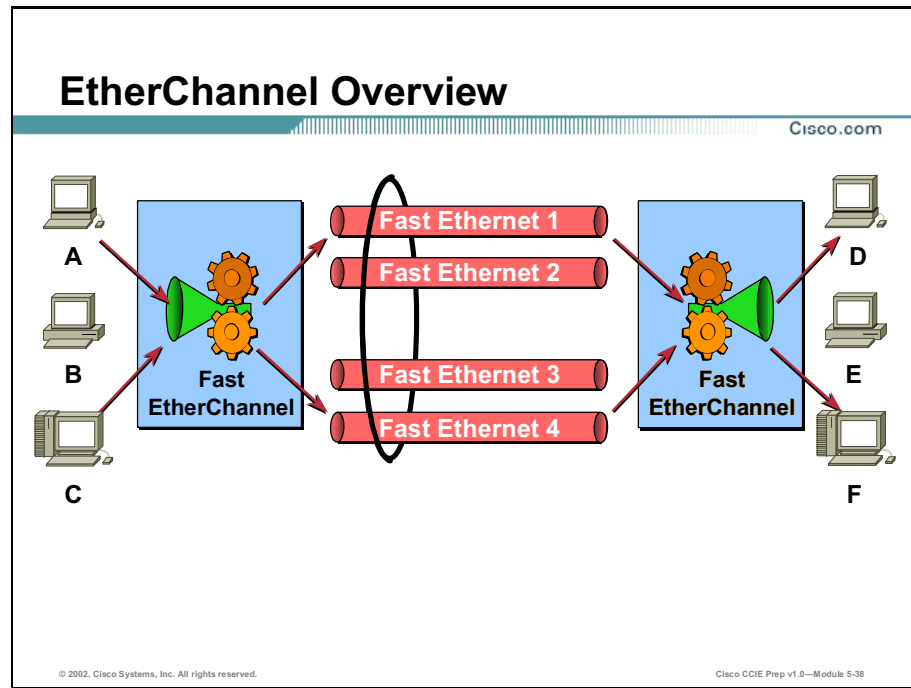 EtherChannel Overview
Cisco.com
A
B
C
Fast
EtherChannel
Fast Ethernet 1
Fast Ethernet 2
Fast Ethernet 3
Fast Ethernet 4
Fast
EtherChannel
D
E
F
© 2002, Cisco Systems, Inc. All rights reserved.
Cisco CCIE Prep v1.0—Module 5-38